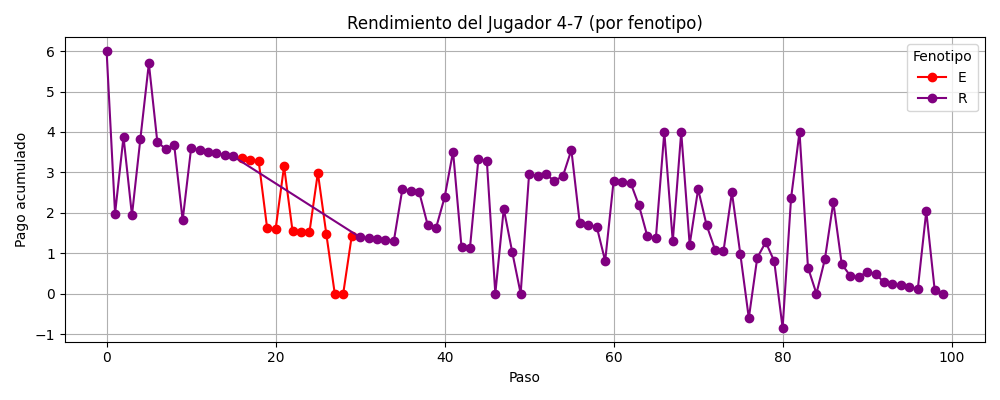 Rendimiento del Jugador 4-7 (por fenotipo)
Pago acumulado
6
5
4
3
2
1
0
−1
Fenotipo
E
R
0 20 40 60 80 100
Paso